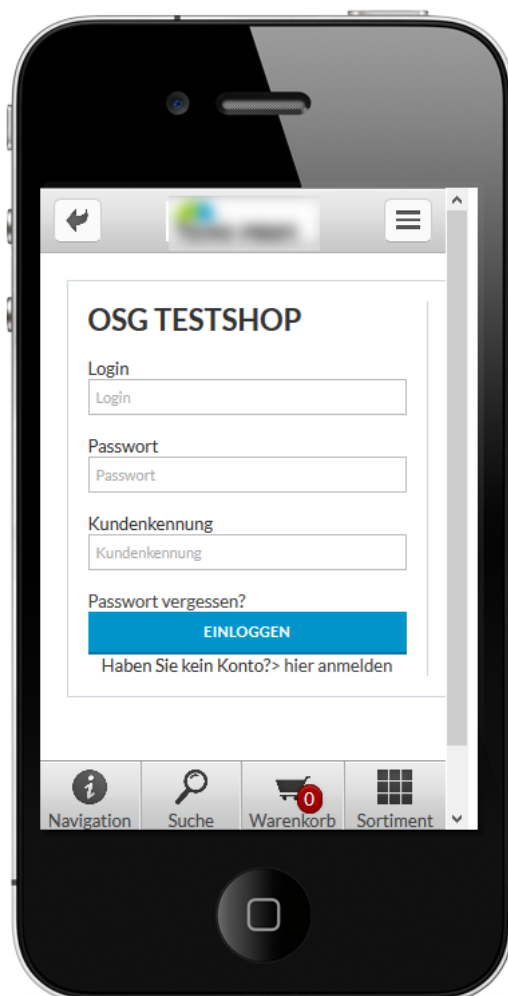 OSG TESTSHOP
Login
Login
Passwort
Passwort
Kundenkennung
Kundenkennung
Passwort vergessen?
EINLOGGEN
Haben Sie kein Konto?> hier anmelden
Navigation Suche 0 Warenkorb Sortiment